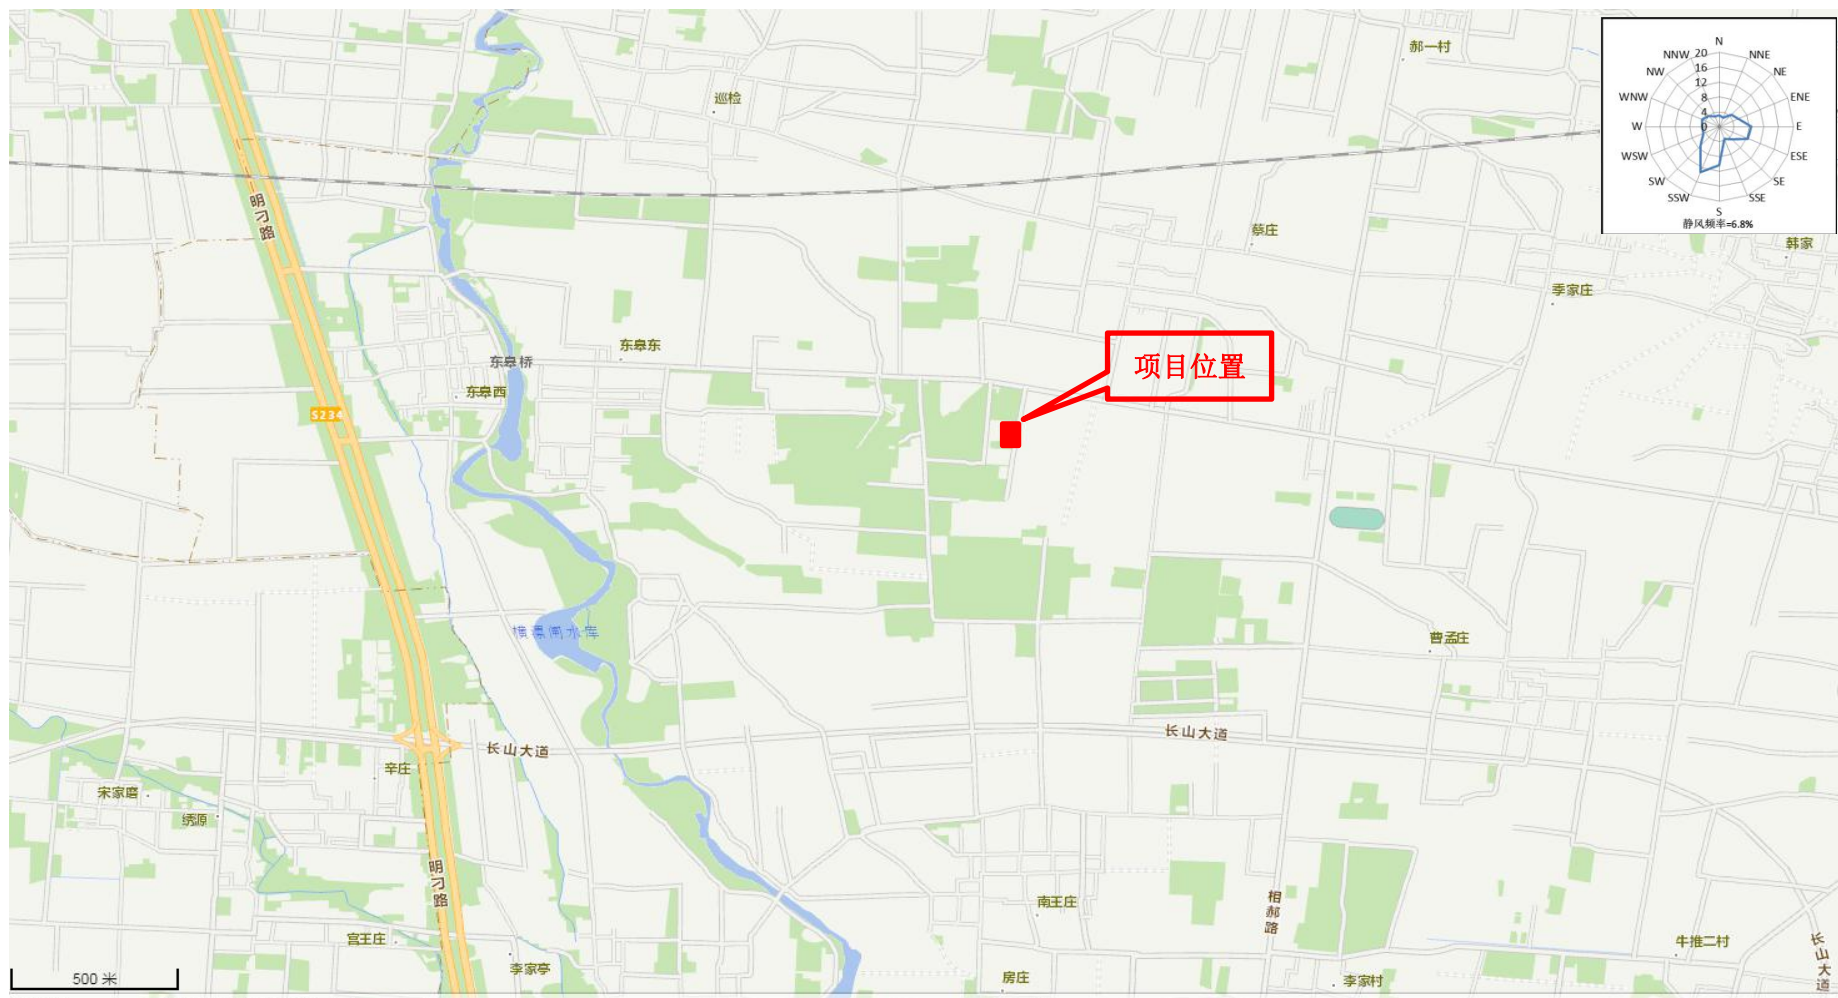 郝一村
巡检
N
NNW
NNE
20
NW
NE
16
12
WNW
ENE
8
4
W
0
E
WSW
ESE
SW
SE
SSW
SSE
S
静风频率=6.8%
明刁路
蔡庄
韩家
季家庄
东皋东
东皋桥
项目位置
东皋西
S234
曹孟庄
长山大道
长山大道
辛庄
宋家磨
绣源
明刁路
南王庄
相郝路
宫王庄
牛推二村
长山大道
李家亭
房庄
李家村
500 米